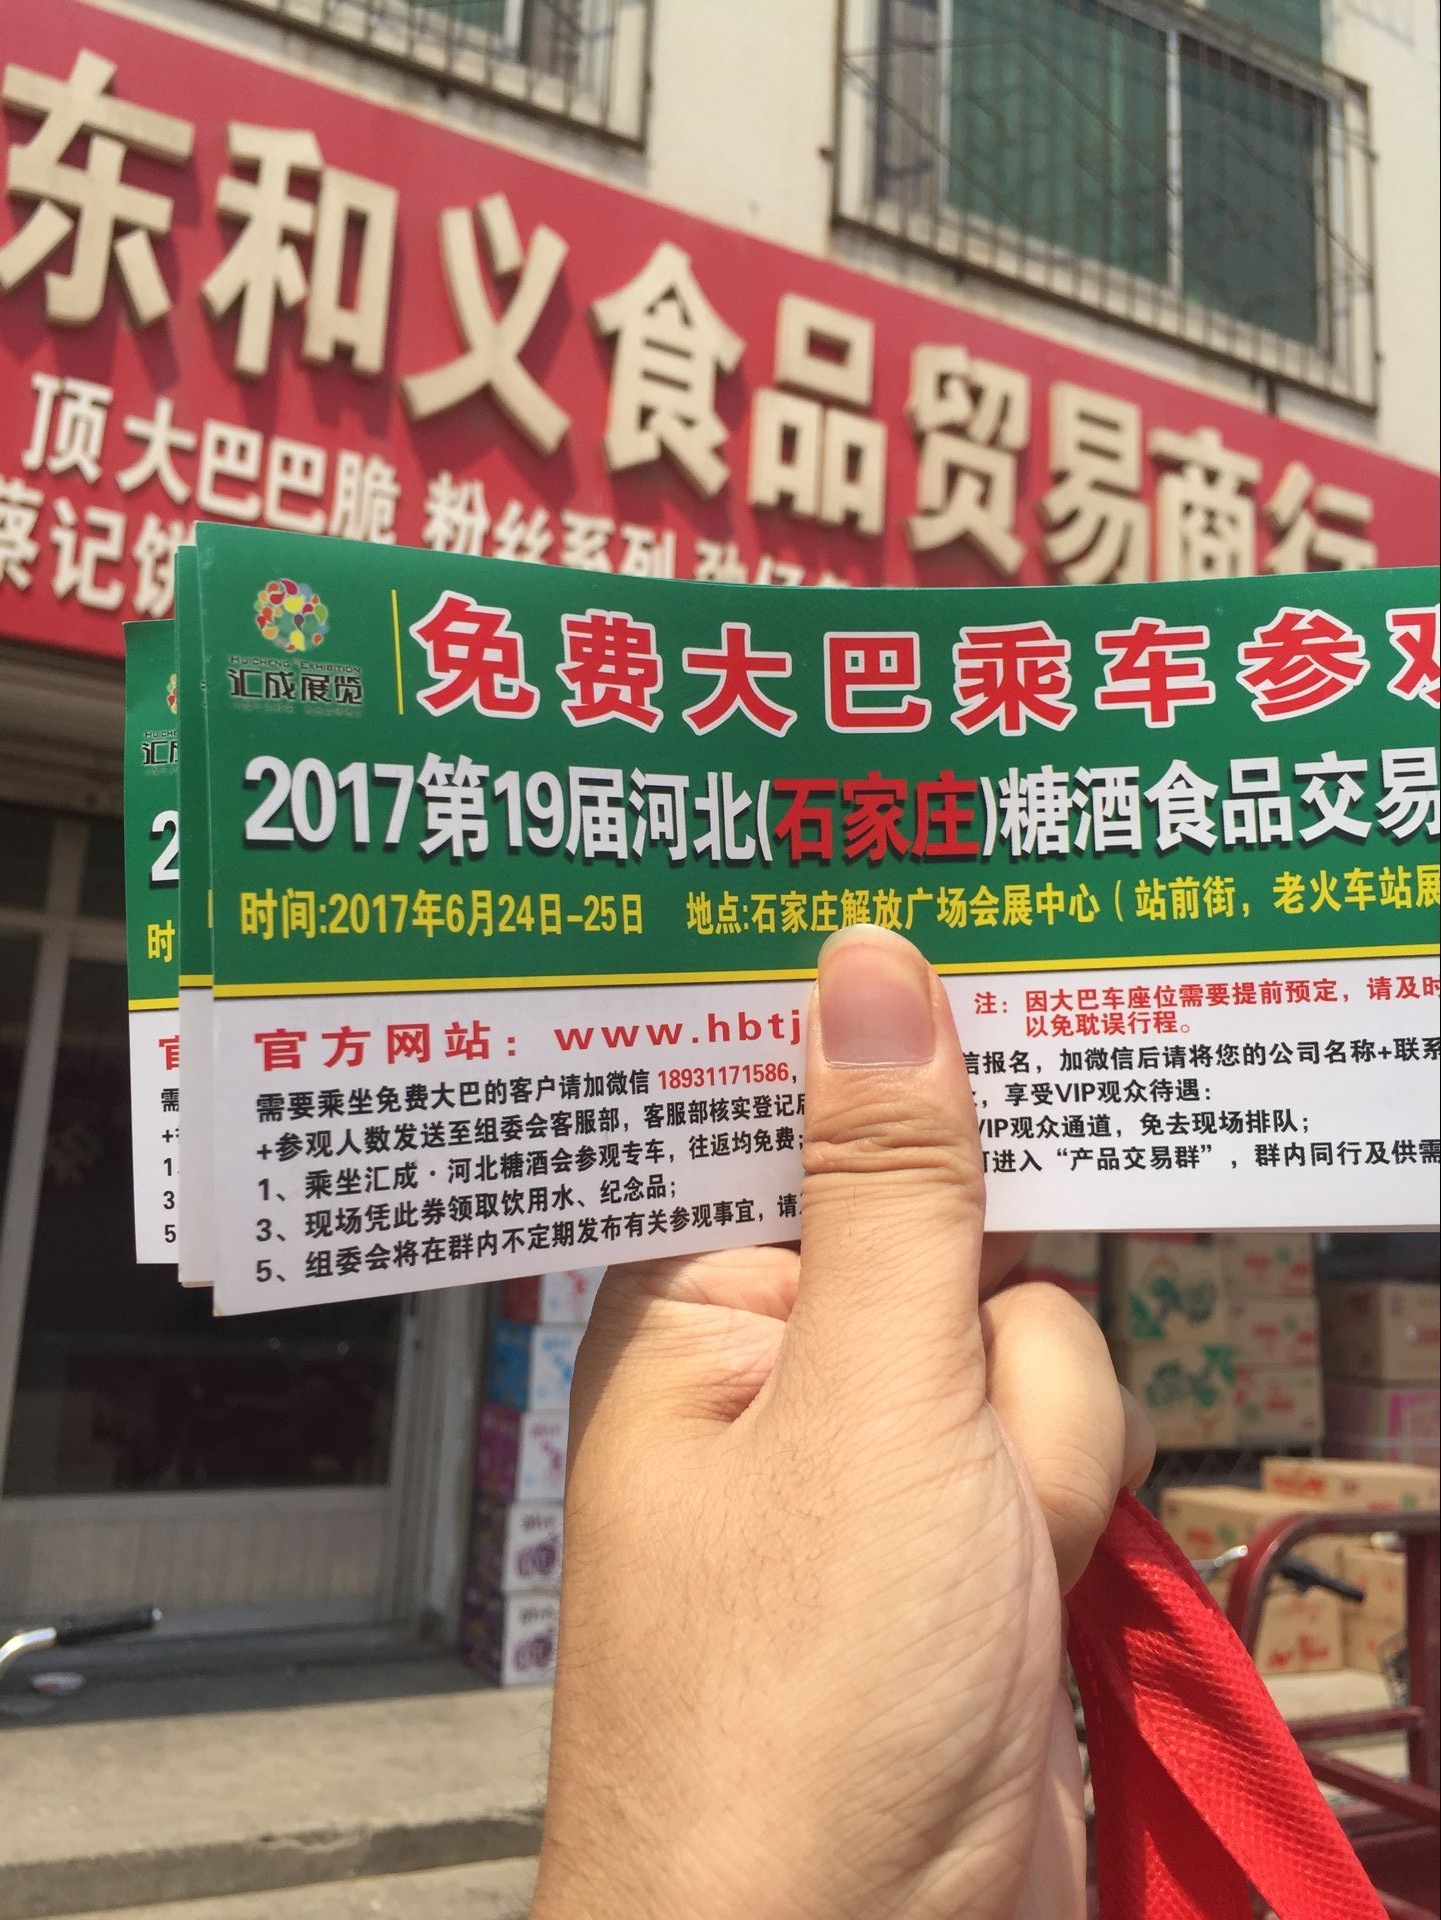 东和义食品贸易商行
顶大巴巴脆 粉丝系列
蔡记饼
HUICHENG EXHIBITION
汇成展览
免费大巴乘车参观
2017第19届河北(石家庄)糖酒食品交易
时间:2017年6月24日-25日 地点:石家庄解放广场会展中心(站前街,老火车站展
官方网站: www.hbtj
注:因大巴车座位需要提前预定,请及时
以免耽误行程。
需要乘坐免费大巴的客户请加微信 18931171586, 信报名,加微信后请将您的公司名称+联系
+参观人数发送至组委会客服部,客服部核实登记后 ,享受VIP观众待遇:
1、乘坐汇成·河北糖酒会参观专车,往返均免费; VIP观众通道,免去现场排队;
3、现场凭此券领取饮用水、纪念品; 可进入“产品交易群”,群内同行及供需
5、组委会将在群内不定期发布有关参观事宜,请